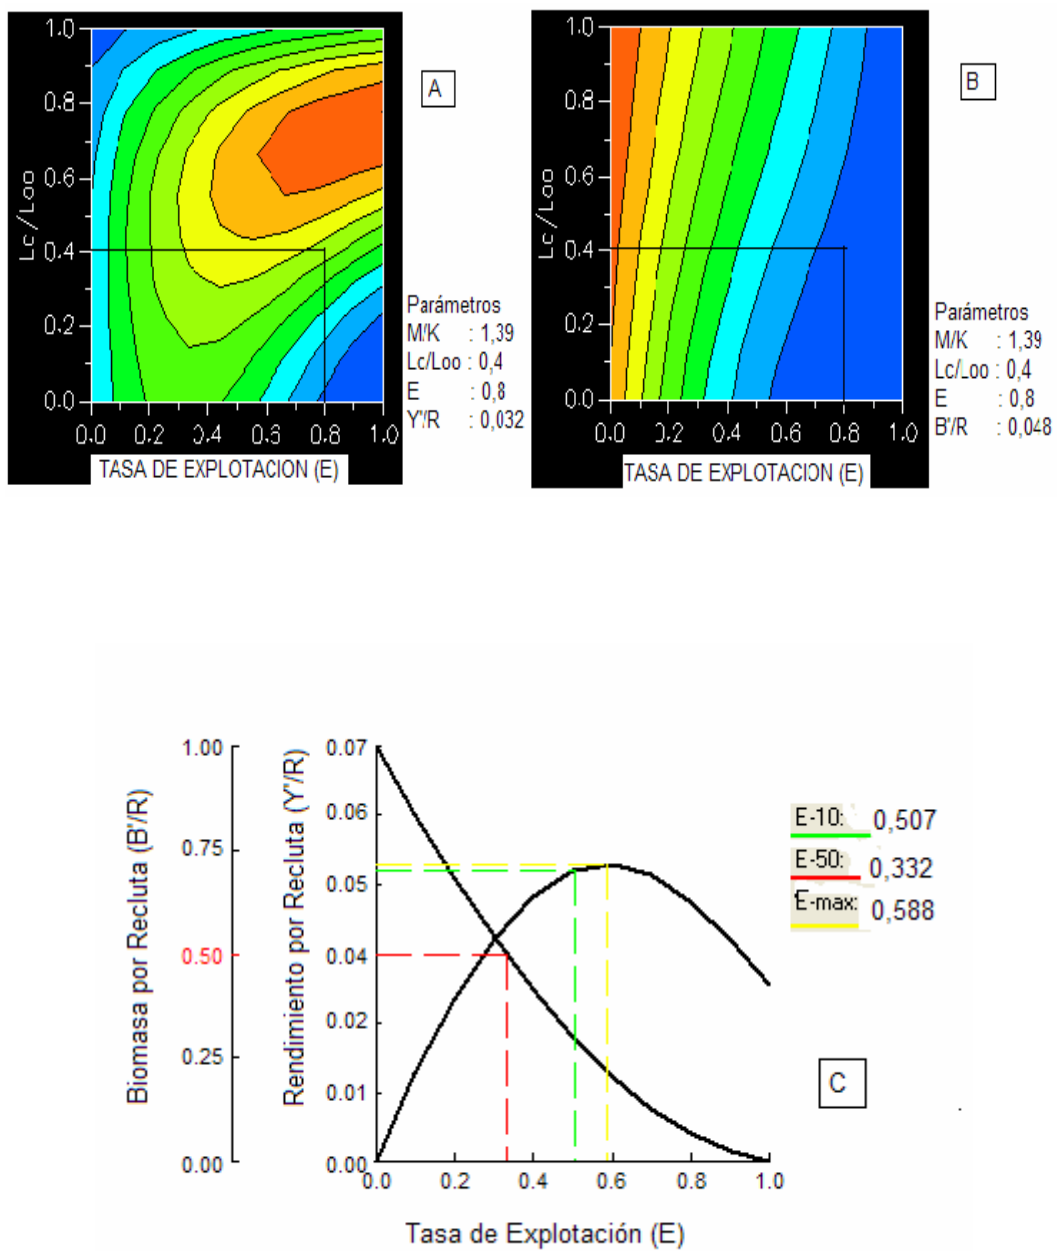 A
1.0
0.8
0.6
0.4
0.2
0.0
Lc/Loo
0.0 0.2 0.4 0.6 0.8 1.0
TASA DE EXPLOTACION (E)
Parámetros
M/K : 1,39
Lc/Loo : 0,4
E : 0,8
Y'/R : 0,032
B
1.0
0.8
0.6
0.4
0.2
0.0
Lc/Loo
0.0 0.2 0.4 0.6 0.8 1.0
TASA DE EXPLOTACION (E)
Parámetros
M/K : 1,39
Lc/Loo : 0,4
E : 0,8
B'/R : 0,048
Biomasa por Recluta (B'/R)
1.00
0.75
0.50
0.25
0.00
Rendimiento por Recluta (Y'/R)
0.07
0.06
0.05
0.04
0.02
0.01
0.00
0.0 0.2 0.4 0.6 0.8 1.0
Tasa de Explotación (E)
E-10: 0,507
E-50: 0,332
E-max: 0,588
C